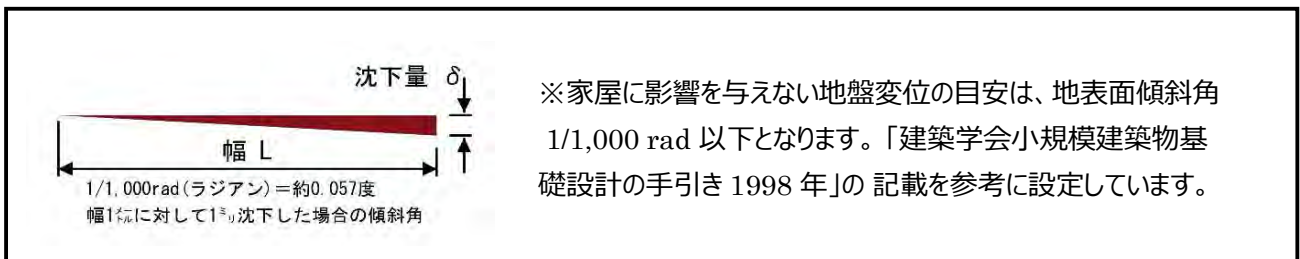 沈下量 δ
幅 L
1/1,000rad(ラジアン)=約0.057度
幅1㍍に対して1㍉沈下した場合の傾斜角
※家屋に影響を与えない地盤変位の目安は、地表面傾斜角
1/1,000 rad 以下となります。「建築学会小規模建築物基
礎設計の手引き 1998 年」の 記載を参考に設定しています。